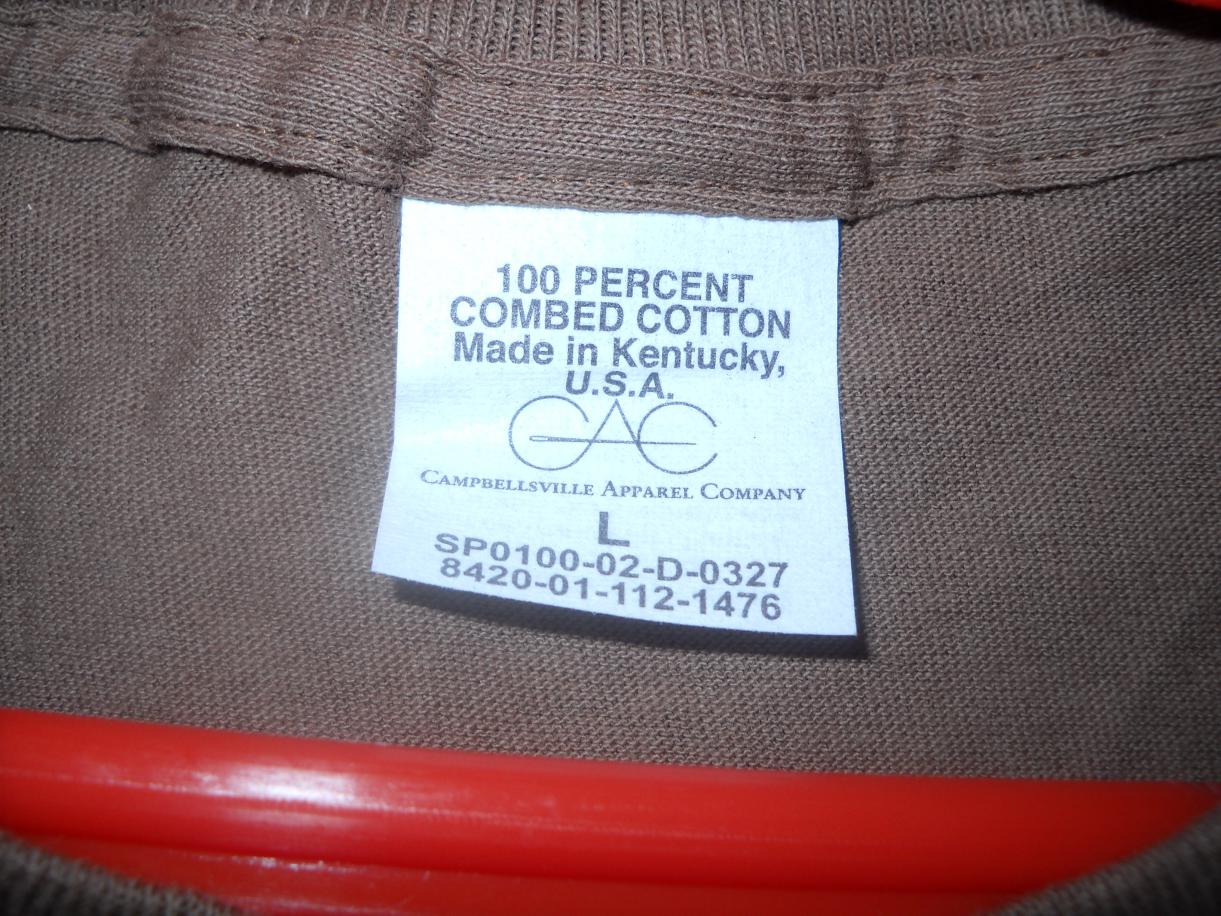 100 PERCENT
COMBED COTTON
Made in Kentucky,
U.S.A.
CAC
CAMPBELLSVILLE APPAREL COMPANY
L
SP0100-02-D-0327
8420-01-112-1476